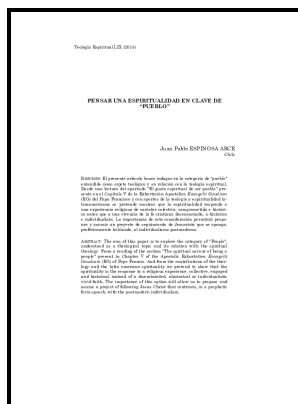 Teología Espiritual LIX (2015)
PENSAR UNA ESPIRITUALIDAD EN CLAVE DE
“PUEBLO”
Juan Pablo ESPINOSA ARCE
Chile
RESUMEN: El presente artículo busca indagar en la categoría de “pueblo”
entendida como sujeto teológico y su relación con la teología espiritual.
Desde una lectura del apartado “El gusto espiritual de ser pueblo” pre-
sente en el Capítulo V de la Exhortación Apostólica Evangelii Gaudium
(EG) del Papa Francisco y con aportes de la teología y espiritualidad la-
tinoamericana se pretende mostrar que la espiritualidad responde a
una experiencia religiosa de carácter colectivo, comprometido e históri-
co antes que a una vivencia de la fe cristiana desencarnada, a histórica
e individualista. La importancia de esta consideración permitirá propo-
ner y asumir un proyecto de seguimiento de Jesucristo que se oponga,
proféticamente hablando, al individualismo postmoderno.
ABSTRACT: The aim of this paper is to explore the category of “People”,
understood as a theological topic and its relation with the spiritual
theology. From a reading of the section “The spiritual savour of being a
people” present in Chapter V of the Apostolic Exhortation Evangelii
Gaudium (EG) of Pope Francis. And from the contributions of the theo-
logy and the latin american spirituality we pretend to show that the
spirituality is the response to a religious experience, collective, engaged
and historical instead of a disembodied, ahistorical or individualistic
vivid faith. The importance of this option will allow us to propose and
assume a project of following Jesus Christ that contends, in a prophetic
form speech, with the postmodern individualism.